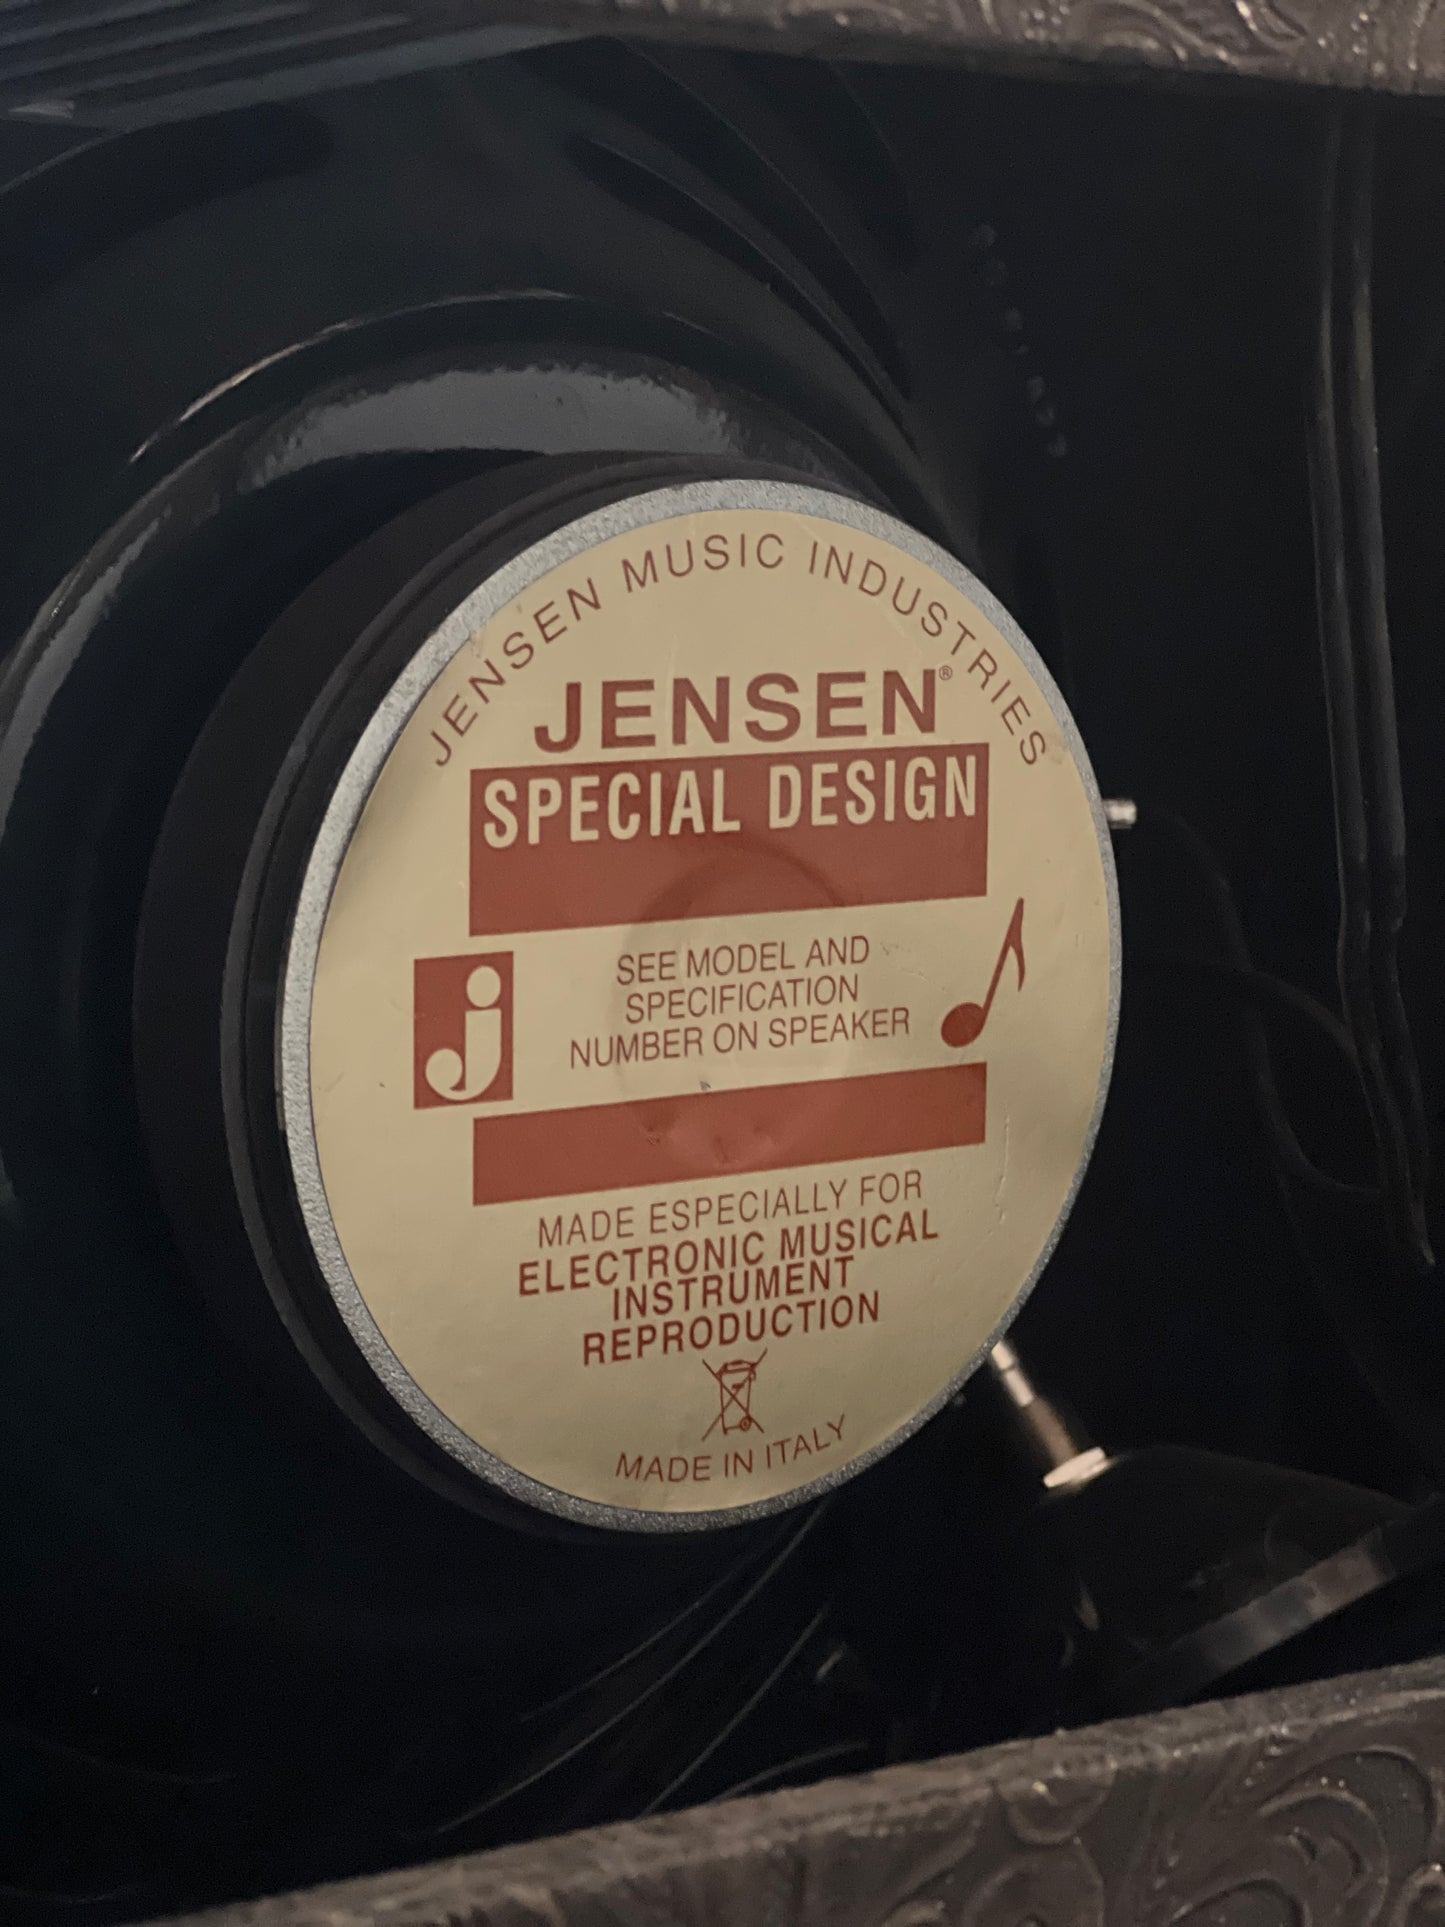 JENSEN MUSIC INDUSTRIES
JENSEN®
SPECIAL DESIGN
j
SEE MODEL AND
SPECIFICATION
NUMBER ON SPEAKER
MADE ESPECIALLY FOR
ELECTRONIC MUSICAL
INSTRUMENT
REPRODUCTION
MADE IN ITALY